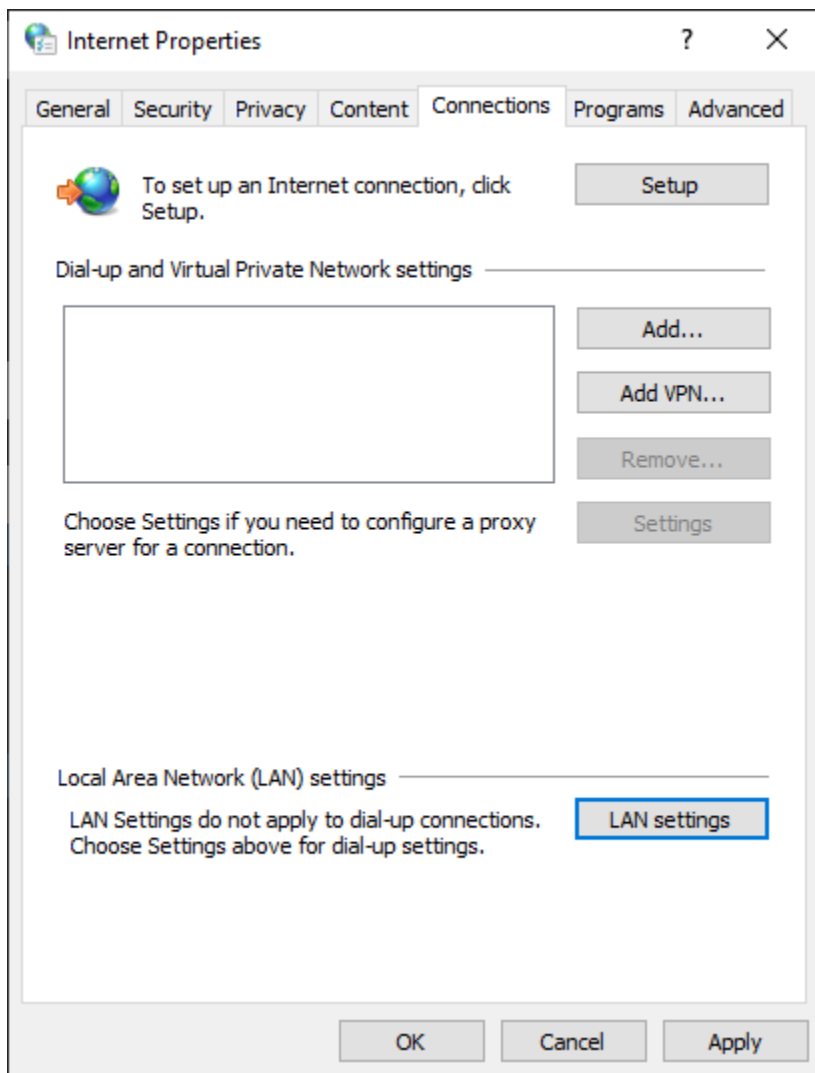 Internet Properties
?
General Security Privacy Content Connections Programs Advanced
To set up an Internet connection, click
Setup.
Setup
Dial-up and Virtual Private Network settings
Add...
Add VPN...
Remove...
Choose Settings if you need to configure a proxy
server for a connection.
Settings
Local Area Network (LAN) settings
LAN Settings do not apply to dial-up connections.
Choose Settings above for dial-up settings.
LAN settings
OK Cancel Apply